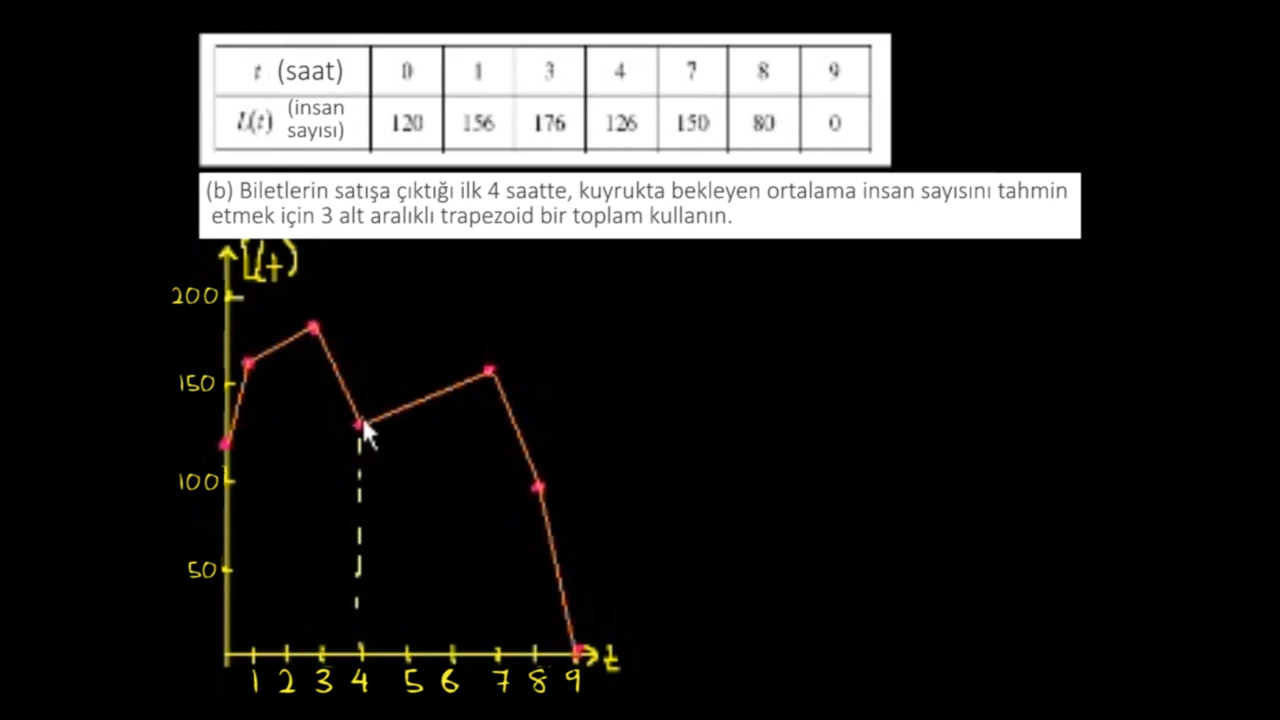 t (saat) 0 1 3 4 7 8 9
L(t) (insan sayısı) 120 156 176 126 150 80 0
(b) Biletlerin satışa çıktığı ilk 4 saatte, kuyrukta bekleyen ortalama insan sayısını tahmin
etmek için 3 alt aralıklı trapezoid bir toplam kullanın.
L(t)
200
150
100
50
t
1 2 3 4 5 6 7 8 9